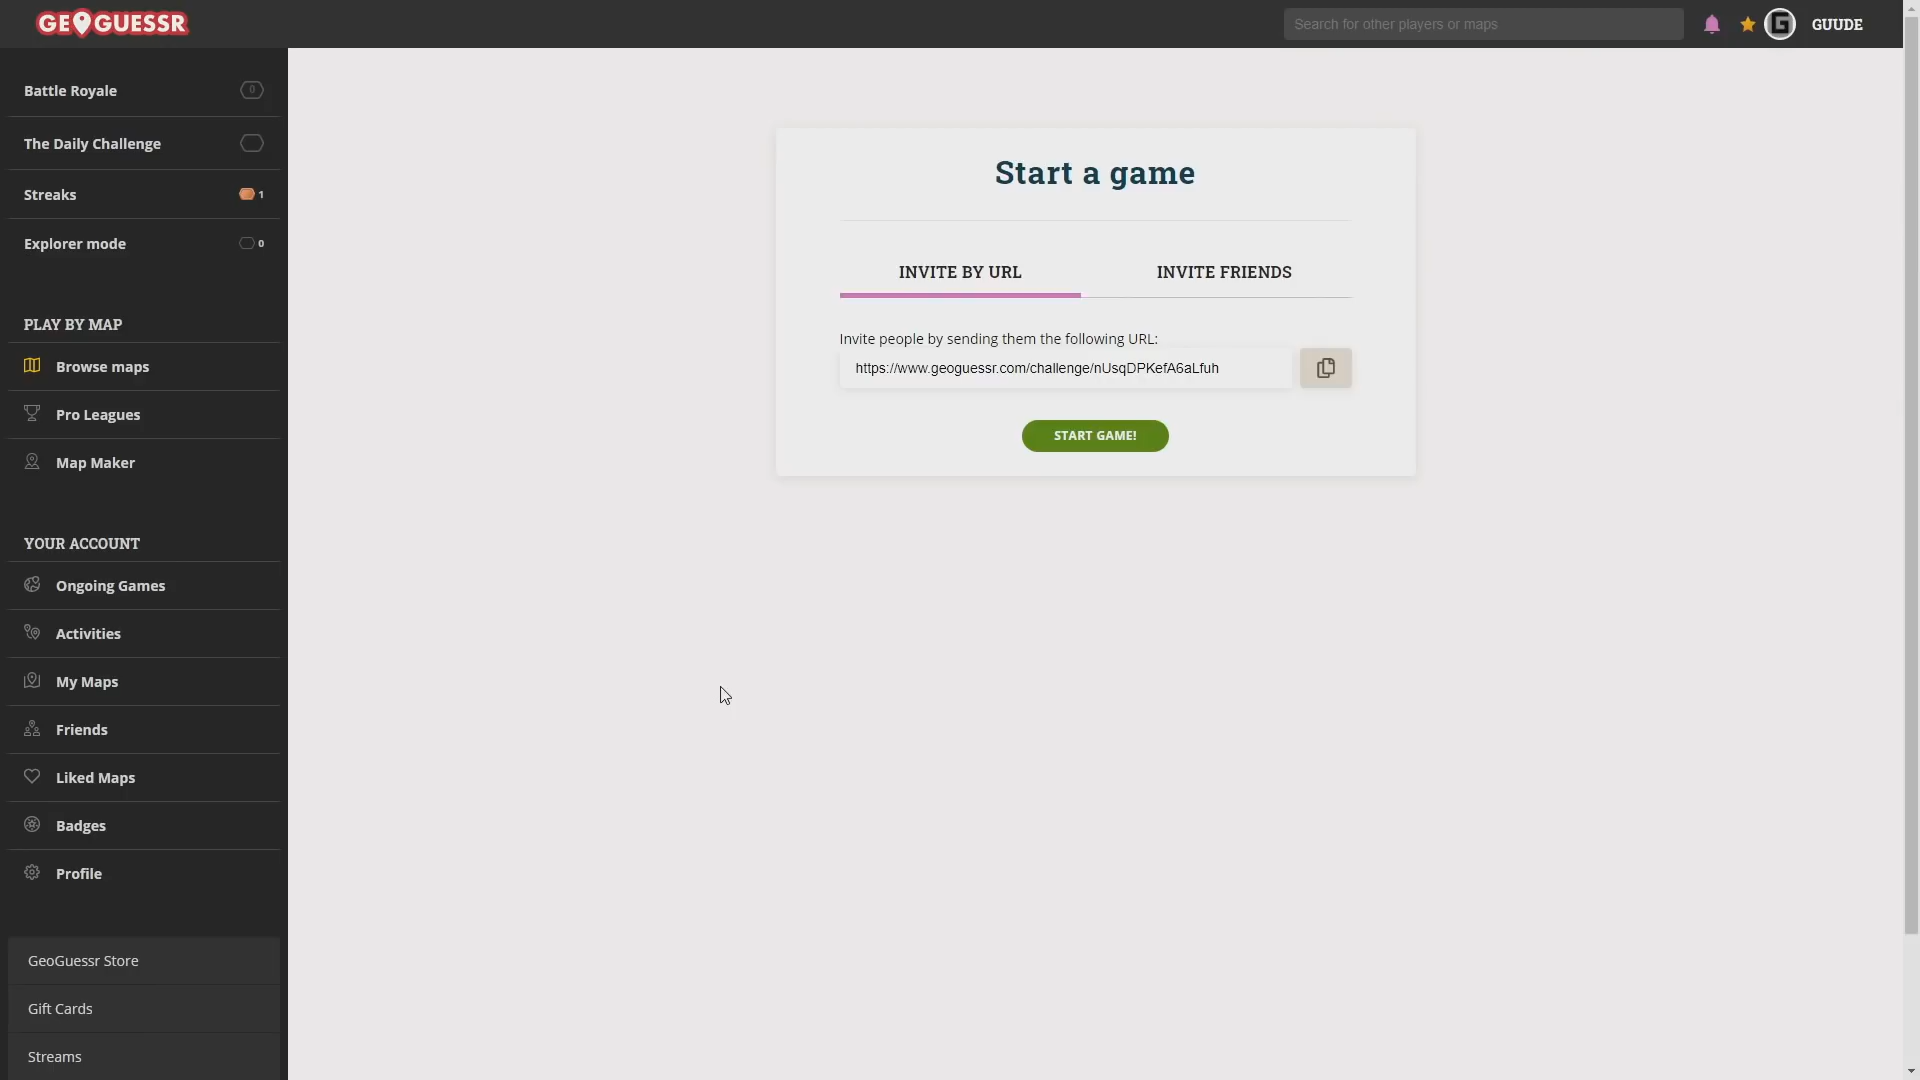 GEOGUESSR
Search for other players or maps
GUUDE
Battle Royale 0
The Daily Challenge
Streaks 1
Explorer mode 0
PLAY BY MAP
Browse maps
Pro Leagues
Map Maker
YOUR ACCOUNT
Ongoing Games
Activities
My Maps
Friends
Liked Maps
Badges
Profile
GeoGuessr Store
Gift Cards
Streams
Start a game
INVITE BY URL
INVITE FRIENDS
Invite people by sending them the following URL:
https://www.geoguessr.com/challenge/nUsqDPKefA6aLfuh
START GAME!